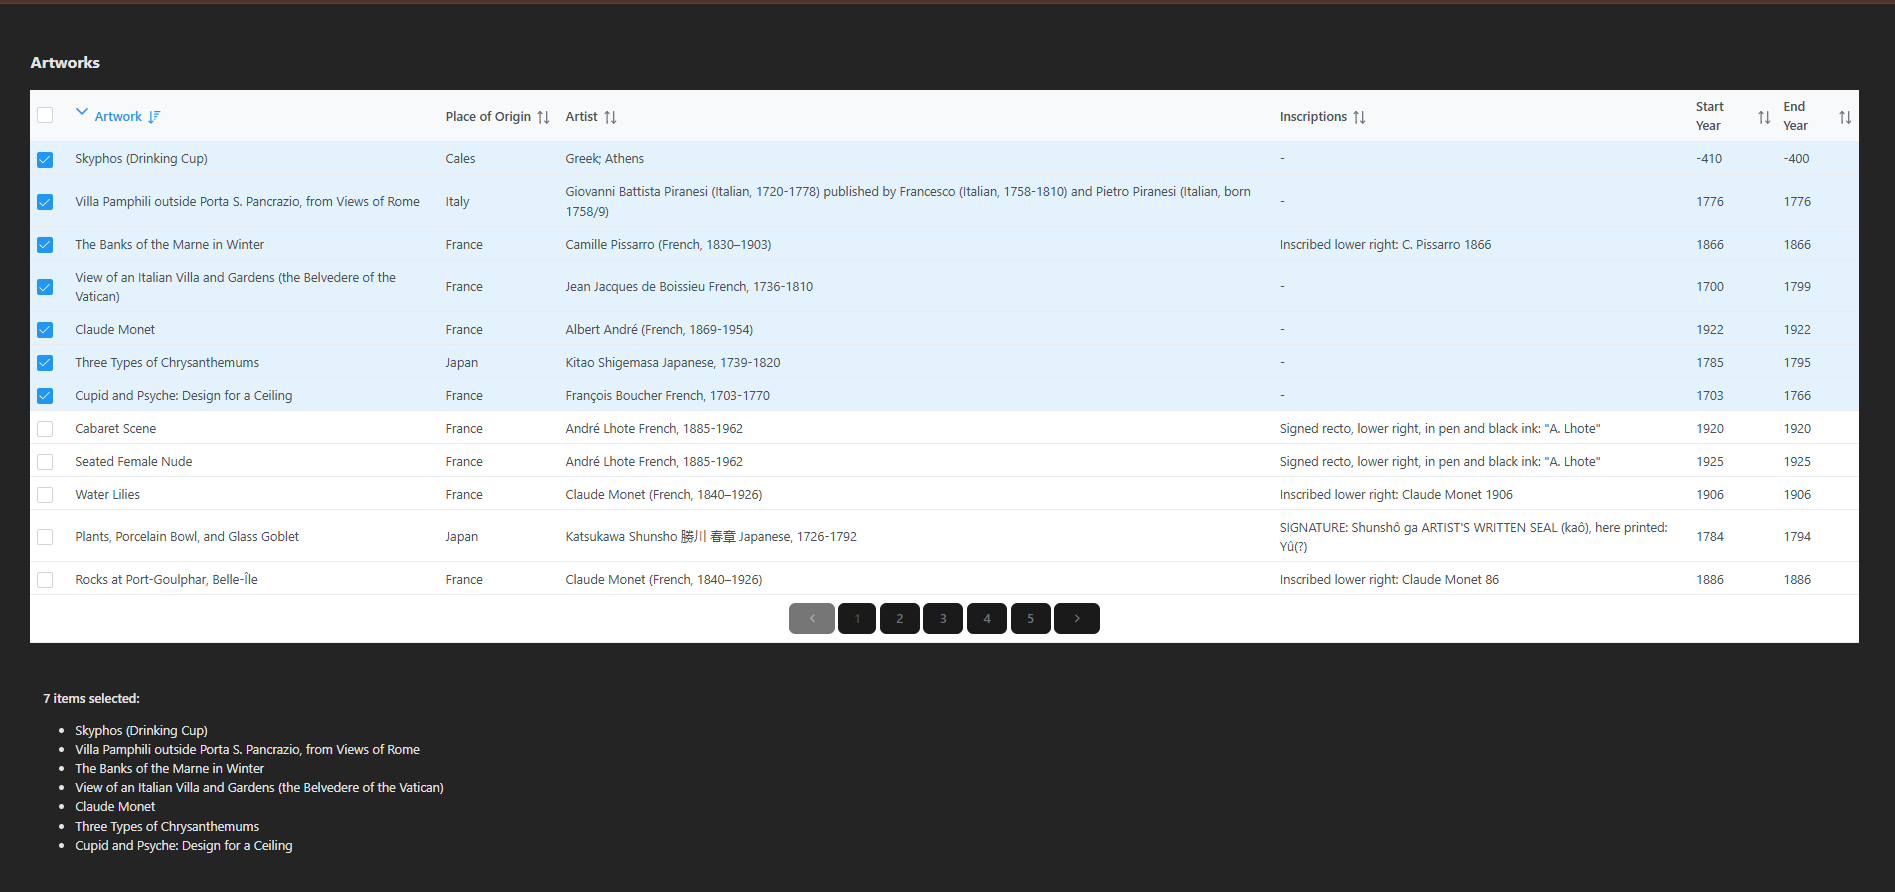 Artworks
Artwork Place of Origin Artist Inscriptions Start Year End Year
Skyphos (Drinking Cup) Cales Greek; Athens - -410 -400
Villa Pamphili outside Porta S. Pancrazio, from Views of Rome Italy Giovanni Battista Piranesi (Italian, 1720-1778) published by Francesco (Italian, 1758-1810) and Pietro Piranesi (Italian, born 1758/9) - 1776 1776
The Banks of the Marne in Winter France Camille Pissarro (French, 1830–1903) Inscribed lower right: C. Pissarro 1866 1866 1866
View of an Italian Villa and Gardens (the Belvedere of the Vatican) France Jean Jacques de Boissieu French, 1736-1810 - 1700 1799
Claude Monet France Albert André (French, 1869-1954) - 1922 1922
Three Types of Chrysanthemums Japan Kitao Shigemasa Japanese, 1739-1820 - 1785 1795
Cupid and Psyche: Design for a Ceiling France François Boucher French, 1703-1770 - 1703 1766
Cabaret Scene France André Lhote French, 1885-1962 Signed recto, lower right, in pen and black ink: "A. Lhote" 1920 1920
Seated Female Nude France André Lhote French, 1885-1962 Signed recto, lower right, in pen and black ink: "A. Lhote" 1925 1925
Water Lilies France Claude Monet (French, 1840–1926) Inscribed lower right: Claude Monet 1906 1906 1906
Plants, Porcelain Bowl, and Glass Goblet Japan Katsukawa Shunsho 勝川 春章 Japanese, 1726-1792 SIGNATURE: Shunshô ga ARTIST'S WRITTEN SEAL (kaô), here printed: Yû(?) 1784 1794
Rocks at Port-Goulphar, Belle-Île France Claude Monet (French, 1840–1926) Inscribed lower right: Claude Monet 86 1886 1886
1 2 3 4 5
7 items selected:
Skyphos (Drinking Cup)
Villa Pamphili outside Porta S. Pancrazio, from Views of Rome
The Banks of the Marne in Winter
View of an Italian Villa and Gardens (the Belvedere of the Vatican)
Claude Monet
Three Types of Chrysanthemums
Cupid and Psyche: Design for a Ceiling